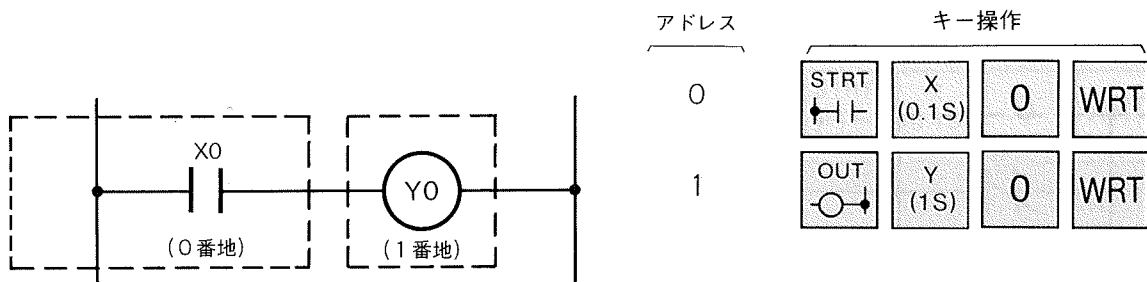 アドレス
キー操作
0 STRT X (0.1S) 0 WRT
1 OUT Y (1S) 0 WRT
X0
Y0
(0番地)
(1番地)